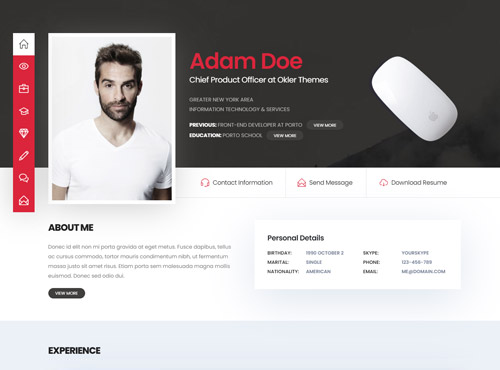 Adam Doe
Chief Product Officer at Okler Themes
GREATER NEW YORK AREA
INFORMATION TECHNOLOGY & SERVICES
PREVIOUS: FRONT-END DEVELOPER AT PORTO VIEW MORE
EDUCATION: PORTO SCHOOL VIEW MORE
Contact Information Send Message Download Resume
ABOUT ME
Donec id elit non mi porta gravida at eget metus. Fusce dapibus, tellus
ac cursus commodo, tortor mauris condimentum nibh, ut fermentum
massa justo sit amet risus. Etiam porta sem malesuada magna mollis
euismod. Donec sed odio dui.
VIEW MORE
Personal Details
BIRTHDAY: 1990 OCTOBER 2 SKYPE: YOURSKYPE
MARITAL: SINGLE PHONE: 123-456-789
NATIONALITY: AMERICAN EMAIL: ME@DOMAIN.COM
EXPERIENCE